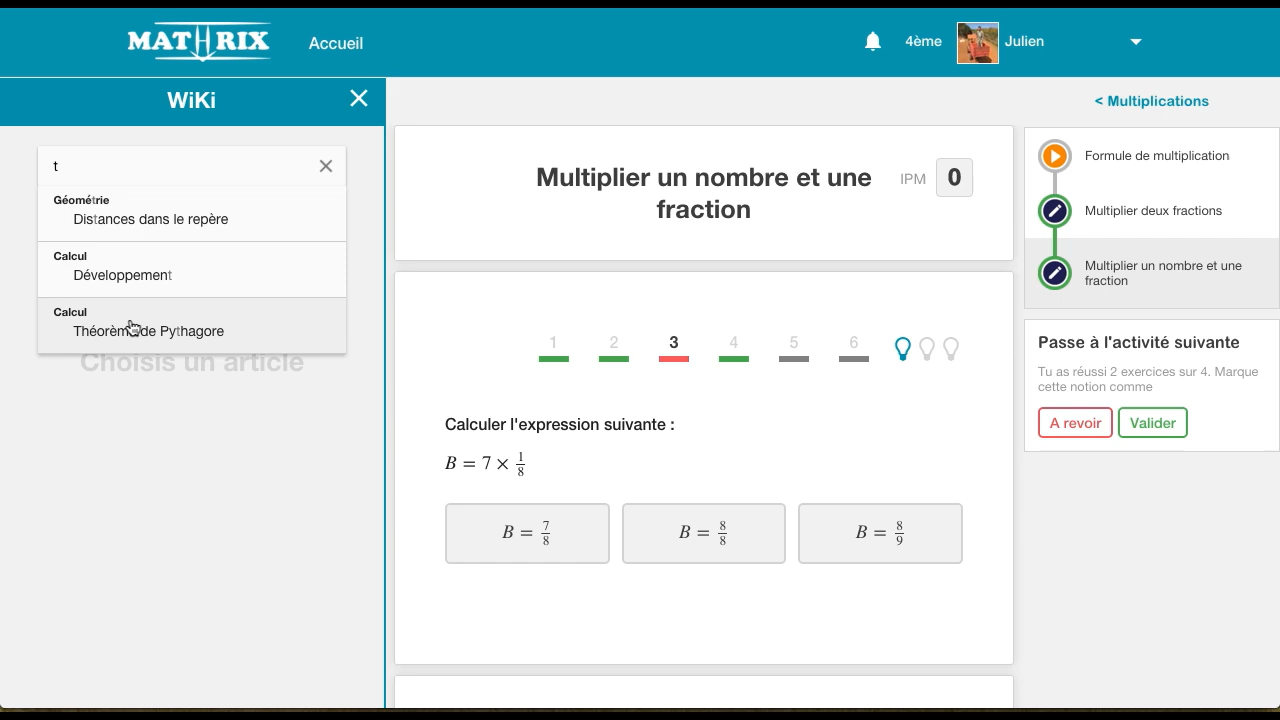 MATHRIX
Accueil
4ème
Julien
WiKi
t
Géométrie
Distances dans le repère
Calcul
Développement
Calcul
Théorème de Pythagore
Choisis un article
Multiplier un nombre et une
fraction
IPM 0
1 2 3 4 5 6
Calculer l'expression suivante :
B = 7 × 1/8
B = 7/8
B = 8/8
B = 8/9
< Multiplications
Formule de multiplication
Multiplier deux fractions
Multiplier un nombre et une
fraction
Passe à l'activité suivante
Tu as réussi 2 exercices sur 4. Marque
cette notion comme
A revoir
Valider